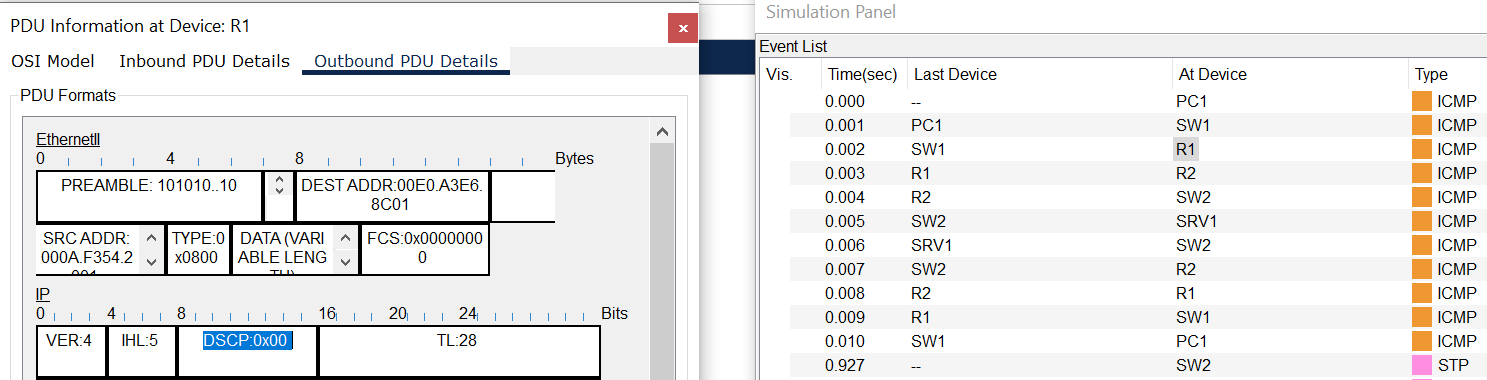 PDU Information at Device: R1
x
OSI Model Inbound PDU Details Outbound PDU Details
PDU Formats
EthernetII
0 4 8 Bytes
PREAMBLE: 101010..10 DEST ADDR:00E0.A3E6.
8C01
SRC ADDR: TYPE:0 DATA (VARI FCS:0x0000000
000A.F354.2 x0800 ABLE LENG 0
IP
0 4 8 16 20 24 Bits
VER:4 IHL:5 DSCP:0x00 TL:28
Simulation Panel
Event List
Vis. Time(sec) Last Device At Device Type
0.000 -- PC1 ICMP
0.001 PC1 SW1 ICMP
0.002 SW1 R1 ICMP
0.003 R1 R2 ICMP
0.004 R2 SW2 ICMP
0.005 SW2 SRV1 ICMP
0.006 SRV1 SW2 ICMP
0.007 SW2 R2 ICMP
0.008 R2 R1 ICMP
0.009 R1 SW1 ICMP
0.010 SW1 PC1 ICMP
0.927 -- SW2 STP